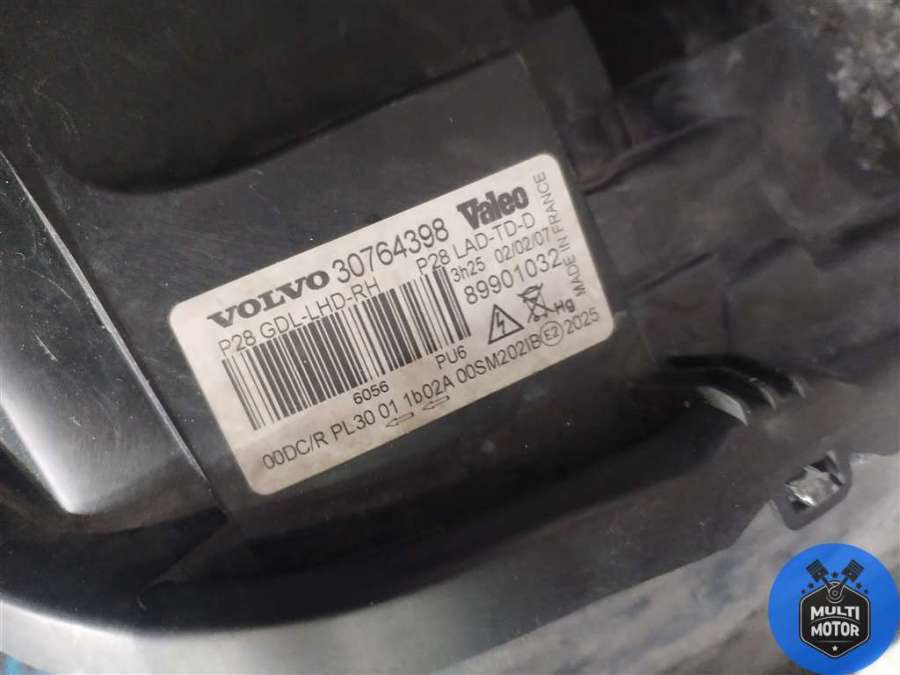 VOLVO 30764398 Valeo
P28 GDL-LHD-RH P28 LAD-TD-D
3h25 02/02/07
89901032
MADE IN FRANCE
6056 PU6
Hg
00DC/R PL30 01 1b02A 00SM202IB E2 2025
MULTI
MOTOR